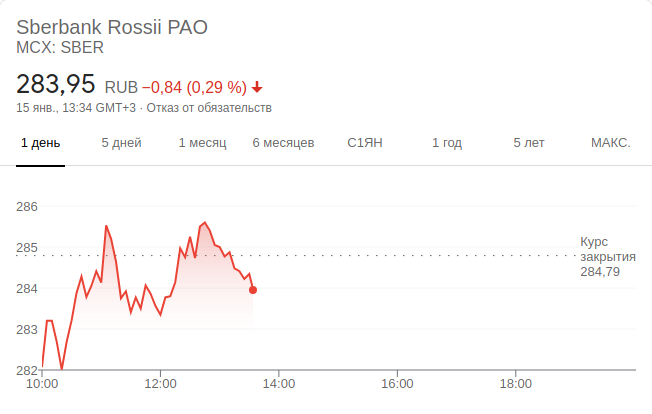 Sberbank Rossii PAO
MCX: SBER
283,95 RUB −0,84 (0,29 %)
15 янв., 13:34 GMT+3 · Отказ от обязательств
1 день 5 дней 1 месяц 6 месяцев С1ЯН 1 год 5 лет МАКС.
286
285
284
283
282
Курс
закрытия
284,79
10:00 12:00 14:00 16:00 18:00